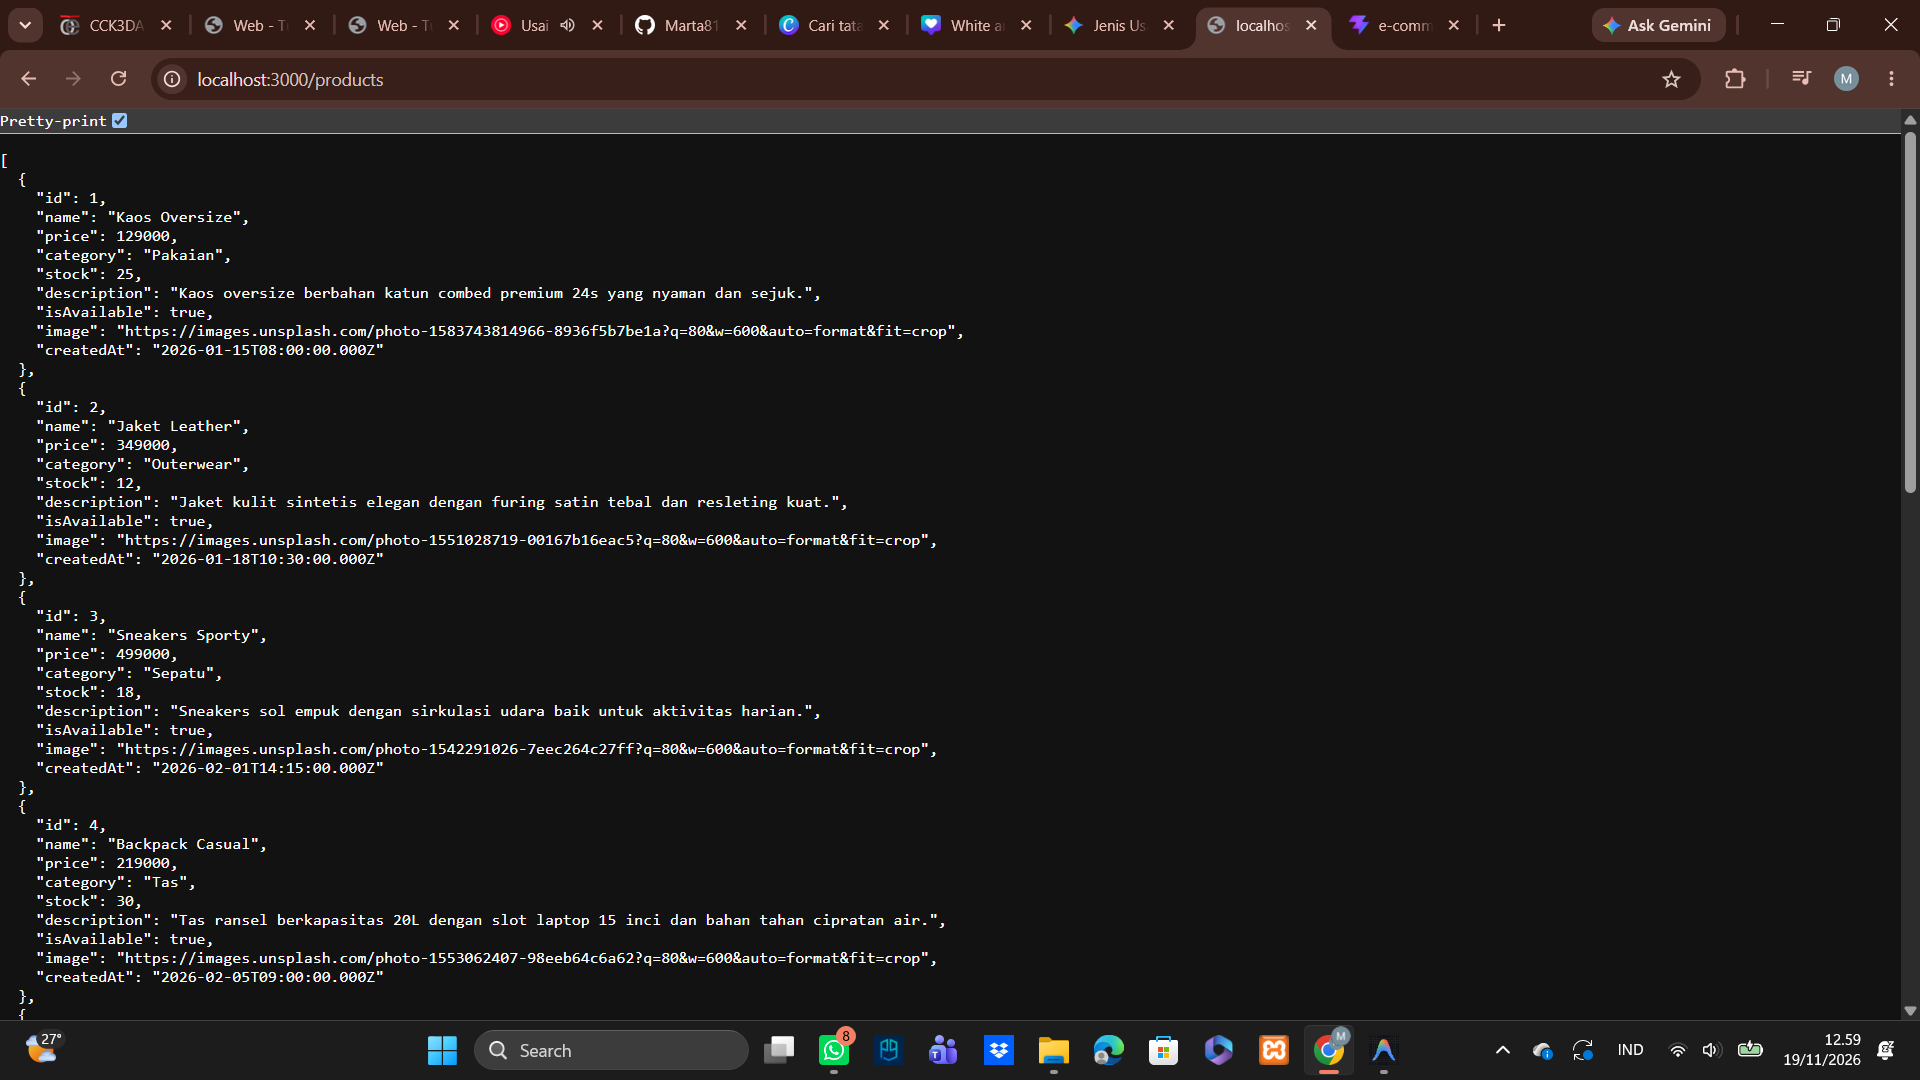 CCK3DA
Web - T
Web - T
Usai
Marta81
Cari tata
White a
Jenis Us
localhos
e-comm
Ask Gemini
localhost:3000/products
M
Pretty-print
[
  {
    "id": 1,
    "name": "Kaos Oversize",
    "price": 129000,
    "category": "Pakaian",
    "stock": 25,
    "description": "Kaos oversize berbahan katun combed premium 24s yang nyaman dan sejuk.",
    "isAvailable": true,
    "image": "https://images.unsplash.com/photo-1583743814966-8936f5b7be1a?q=80&w=600&auto=format&fit=crop",
    "createdAt": "2026-01-15T08:00:00.000Z"
  },
  {
    "id": 2,
    "name": "Jaket Leather",
    "price": 349000,
    "category": "Outerwear",
    "stock": 12,
    "description": "Jaket kulit sintetis elegan dengan furing satin tebal dan resleting kuat.",
    "isAvailable": true,
    "image": "https://images.unsplash.com/photo-1551028719-00167b16eac5?q=80&w=600&auto=format&fit=crop",
    "createdAt": "2026-01-18T10:30:00.000Z"
  },
  {
    "id": 3,
    "name": "Sneakers Sporty",
    "price": 499000,
    "category": "Sepatu",
    "stock": 18,
    "description": "Sneakers sol empuk dengan sirkulasi udara baik untuk aktivitas harian.",
    "isAvailable": true,
    "image": "https://images.unsplash.com/photo-1542291026-7eec264c27ff?q=80&w=600&auto=format&fit=crop",
    "createdAt": "2026-02-01T14:15:00.000Z"
  },
  {
    "id": 4,
    "name": "Backpack Casual",
    "price": 219000,
    "category": "Tas",
    "stock": 30,
    "description": "Tas ransel berkapasitas 20L dengan slot laptop 15 inci dan bahan tahan cipratan air.",
    "isAvailable": true,
    "image": "https://images.unsplash.com/photo-1553062407-98eeb64c6a62?q=80&w=600&auto=format&fit=crop",
    "createdAt": "2026-02-05T09:00:00.000Z"
  },
  {
27°
Search
8
M
IND
12.59
19/11/2026